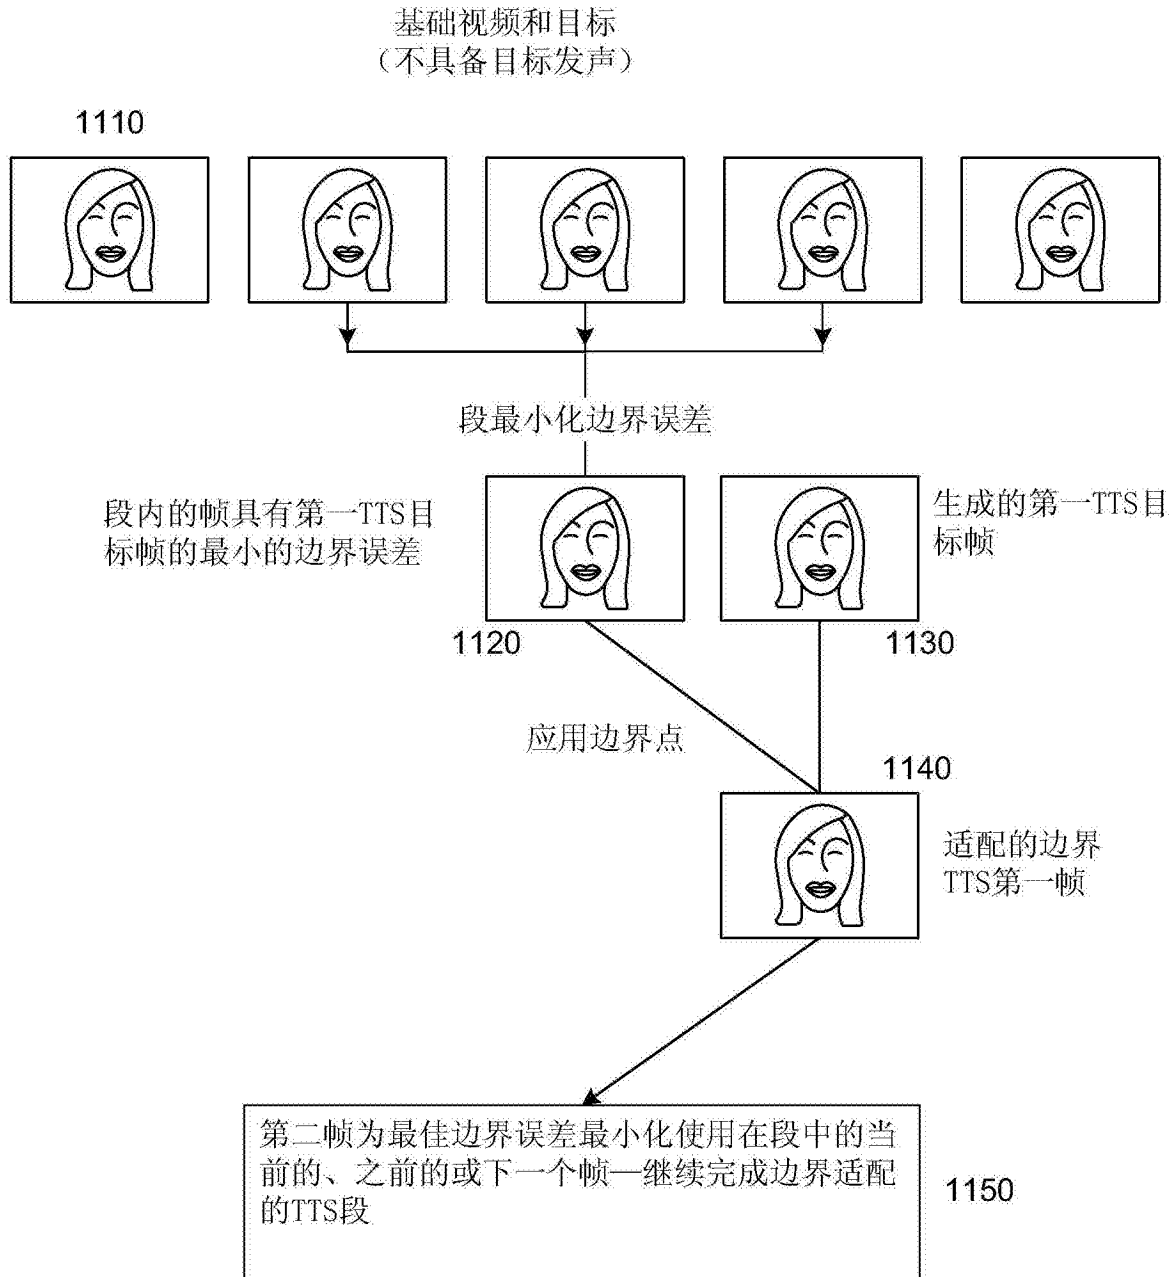 基础视频和目标
（不具备目标发声）
1110
段最小化边界误差
段内的帧具有第一TTS目
标帧的最小的边界误差
生成的第一TTS目
标帧
1120
1130
应用边界点
1140
适配的边界
TTS第一帧
第二帧为最佳边界误差最小化使用在段中的当
前的、之前的或下一个帧—继续完成边界适配
的TTS段
1150